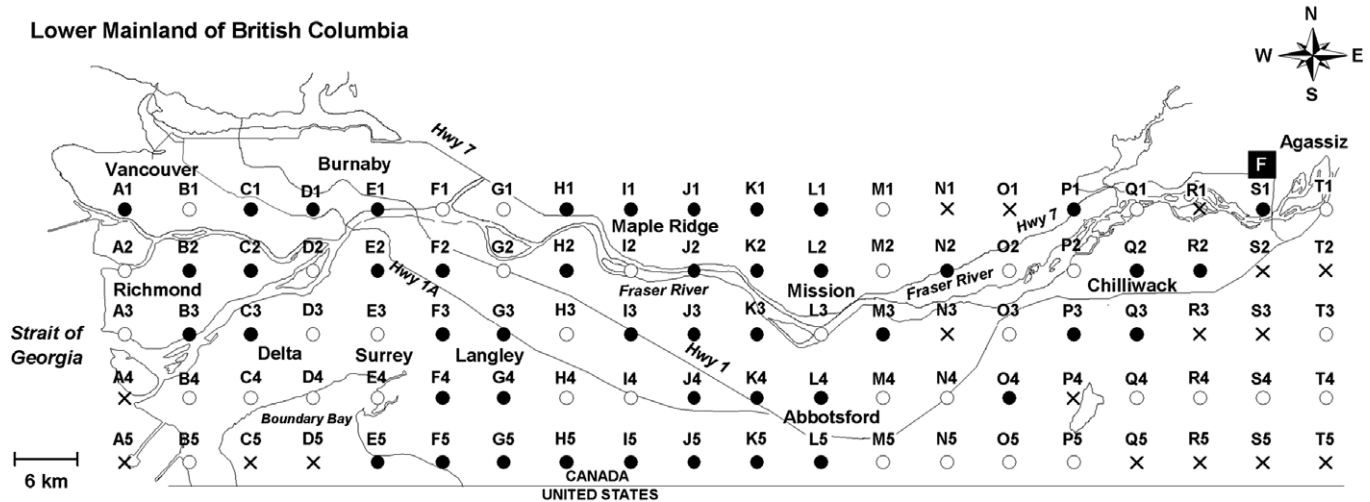 Lower Mainland of British Columbia
N
W E
S
Hwy 7
F
Agassiz
Vancouver
Burnaby
A1 B1 C1 D1 E1 F1 G1 H1 I1 J1 K1 L1 M1 N1 O1 P1 Q1 R1 S1 T1
Maple Ridge
Hwy 7
A2 B2 C2 D2 E2 F2 G2 H2 I2 J2 K2 L2 M2 N2 O2 P2 Q2 R2 S2 T2
Hwy 1A
Richmond
Fraser River
Mission
Fraser River
Chilliwack
A3 B3 C3 D3 E3 F3 G3 H3 I3 J3 K3 L3 M3 N3 O3 P3 Q3 R3 S3 T3
Strait of
Georgia
Delta
Surrey
Langley
Hwy 1
A4 B4 C4 D4 E4 F4 G4 H4 I4 J4 K4 L4 M4 N4 O4 P4 Q4 R4 S4 T4
Boundary Bay
Abbotsford
A5 B5 C5 D5 E5 F5 G5 H5 I5 J5 K5 L5 M5 N5 O5 P5 Q5 R5 S5 T5
6 km
CANADA
UNITED STATES